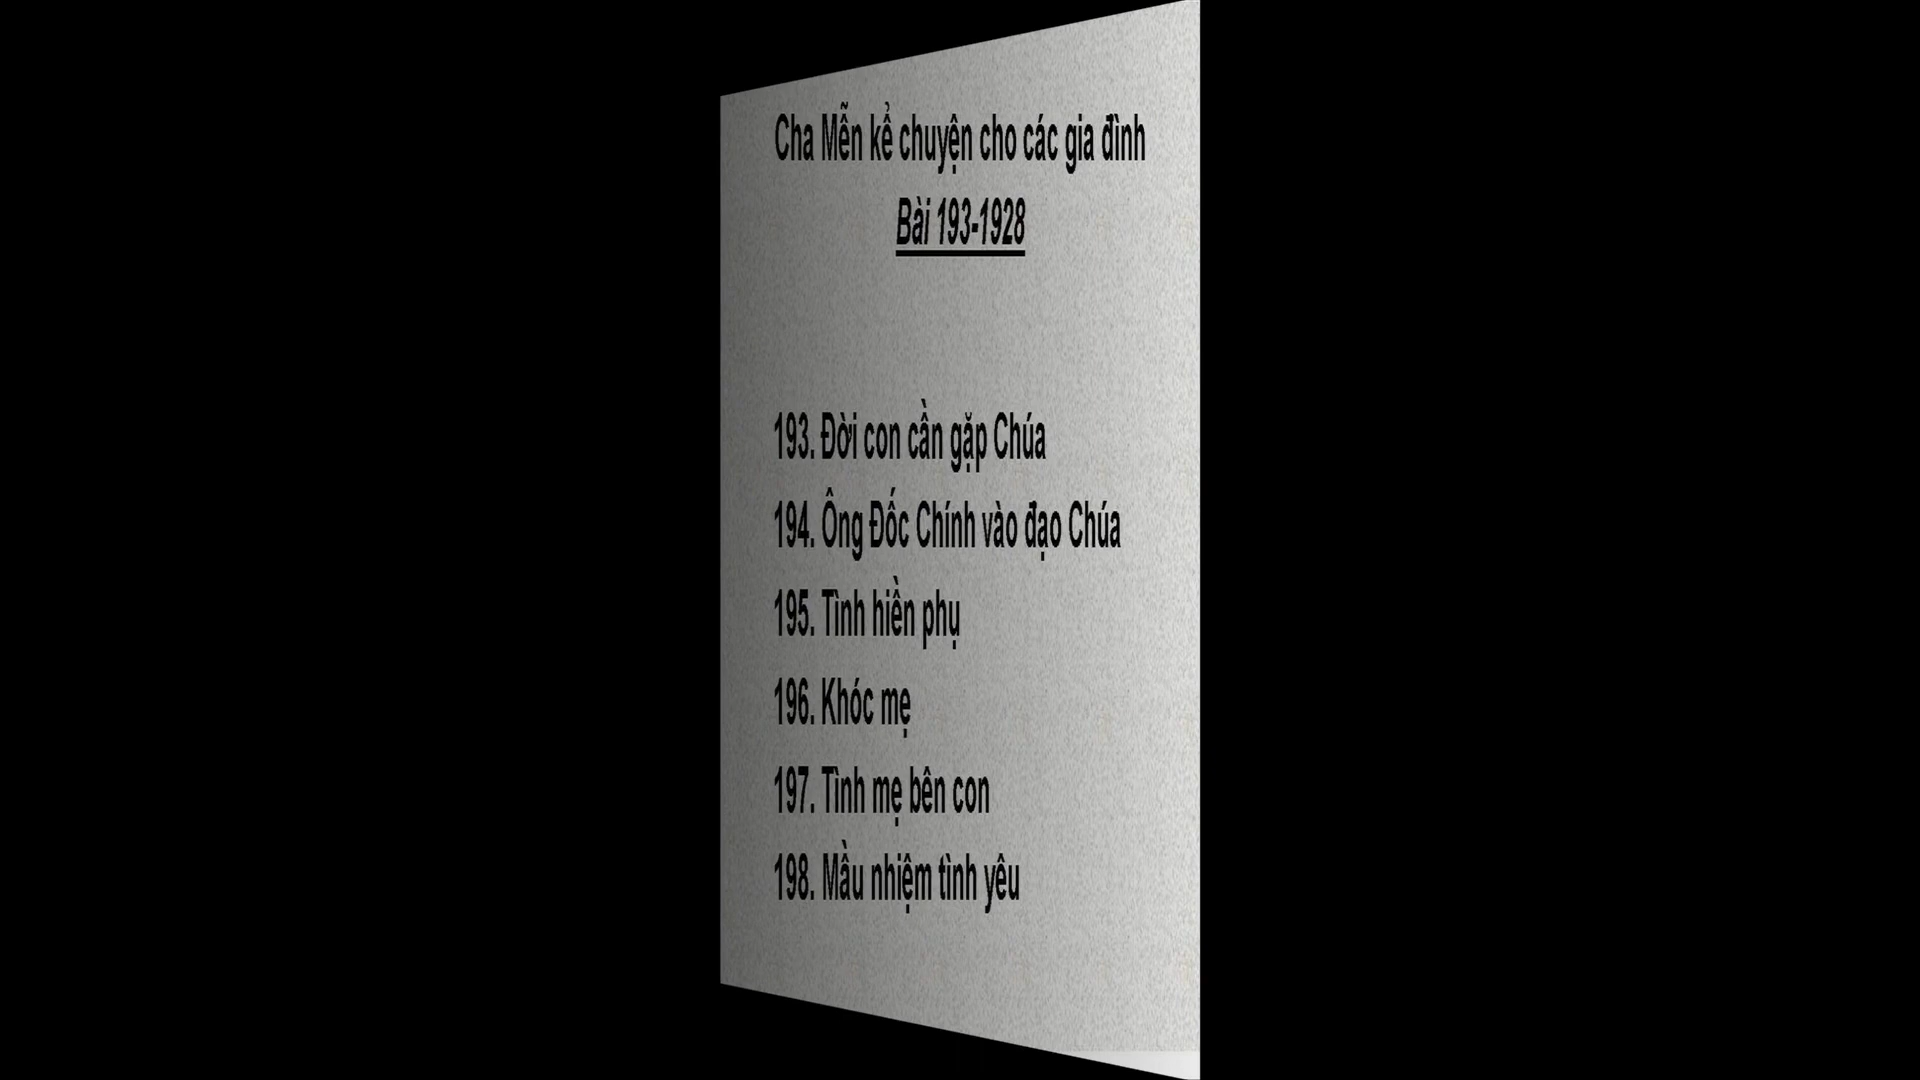 Cha Mễn kể chuyện cho các gia đình
Bài 193-1928
193. Đời con cần gặp Chúa
194. Ông Đốc Chính vào đạo Chúa
195. Tình hiền phụ
196. Khóc mẹ
197. Tình mẹ bên con
198. Mầu nhiệm tình yêu